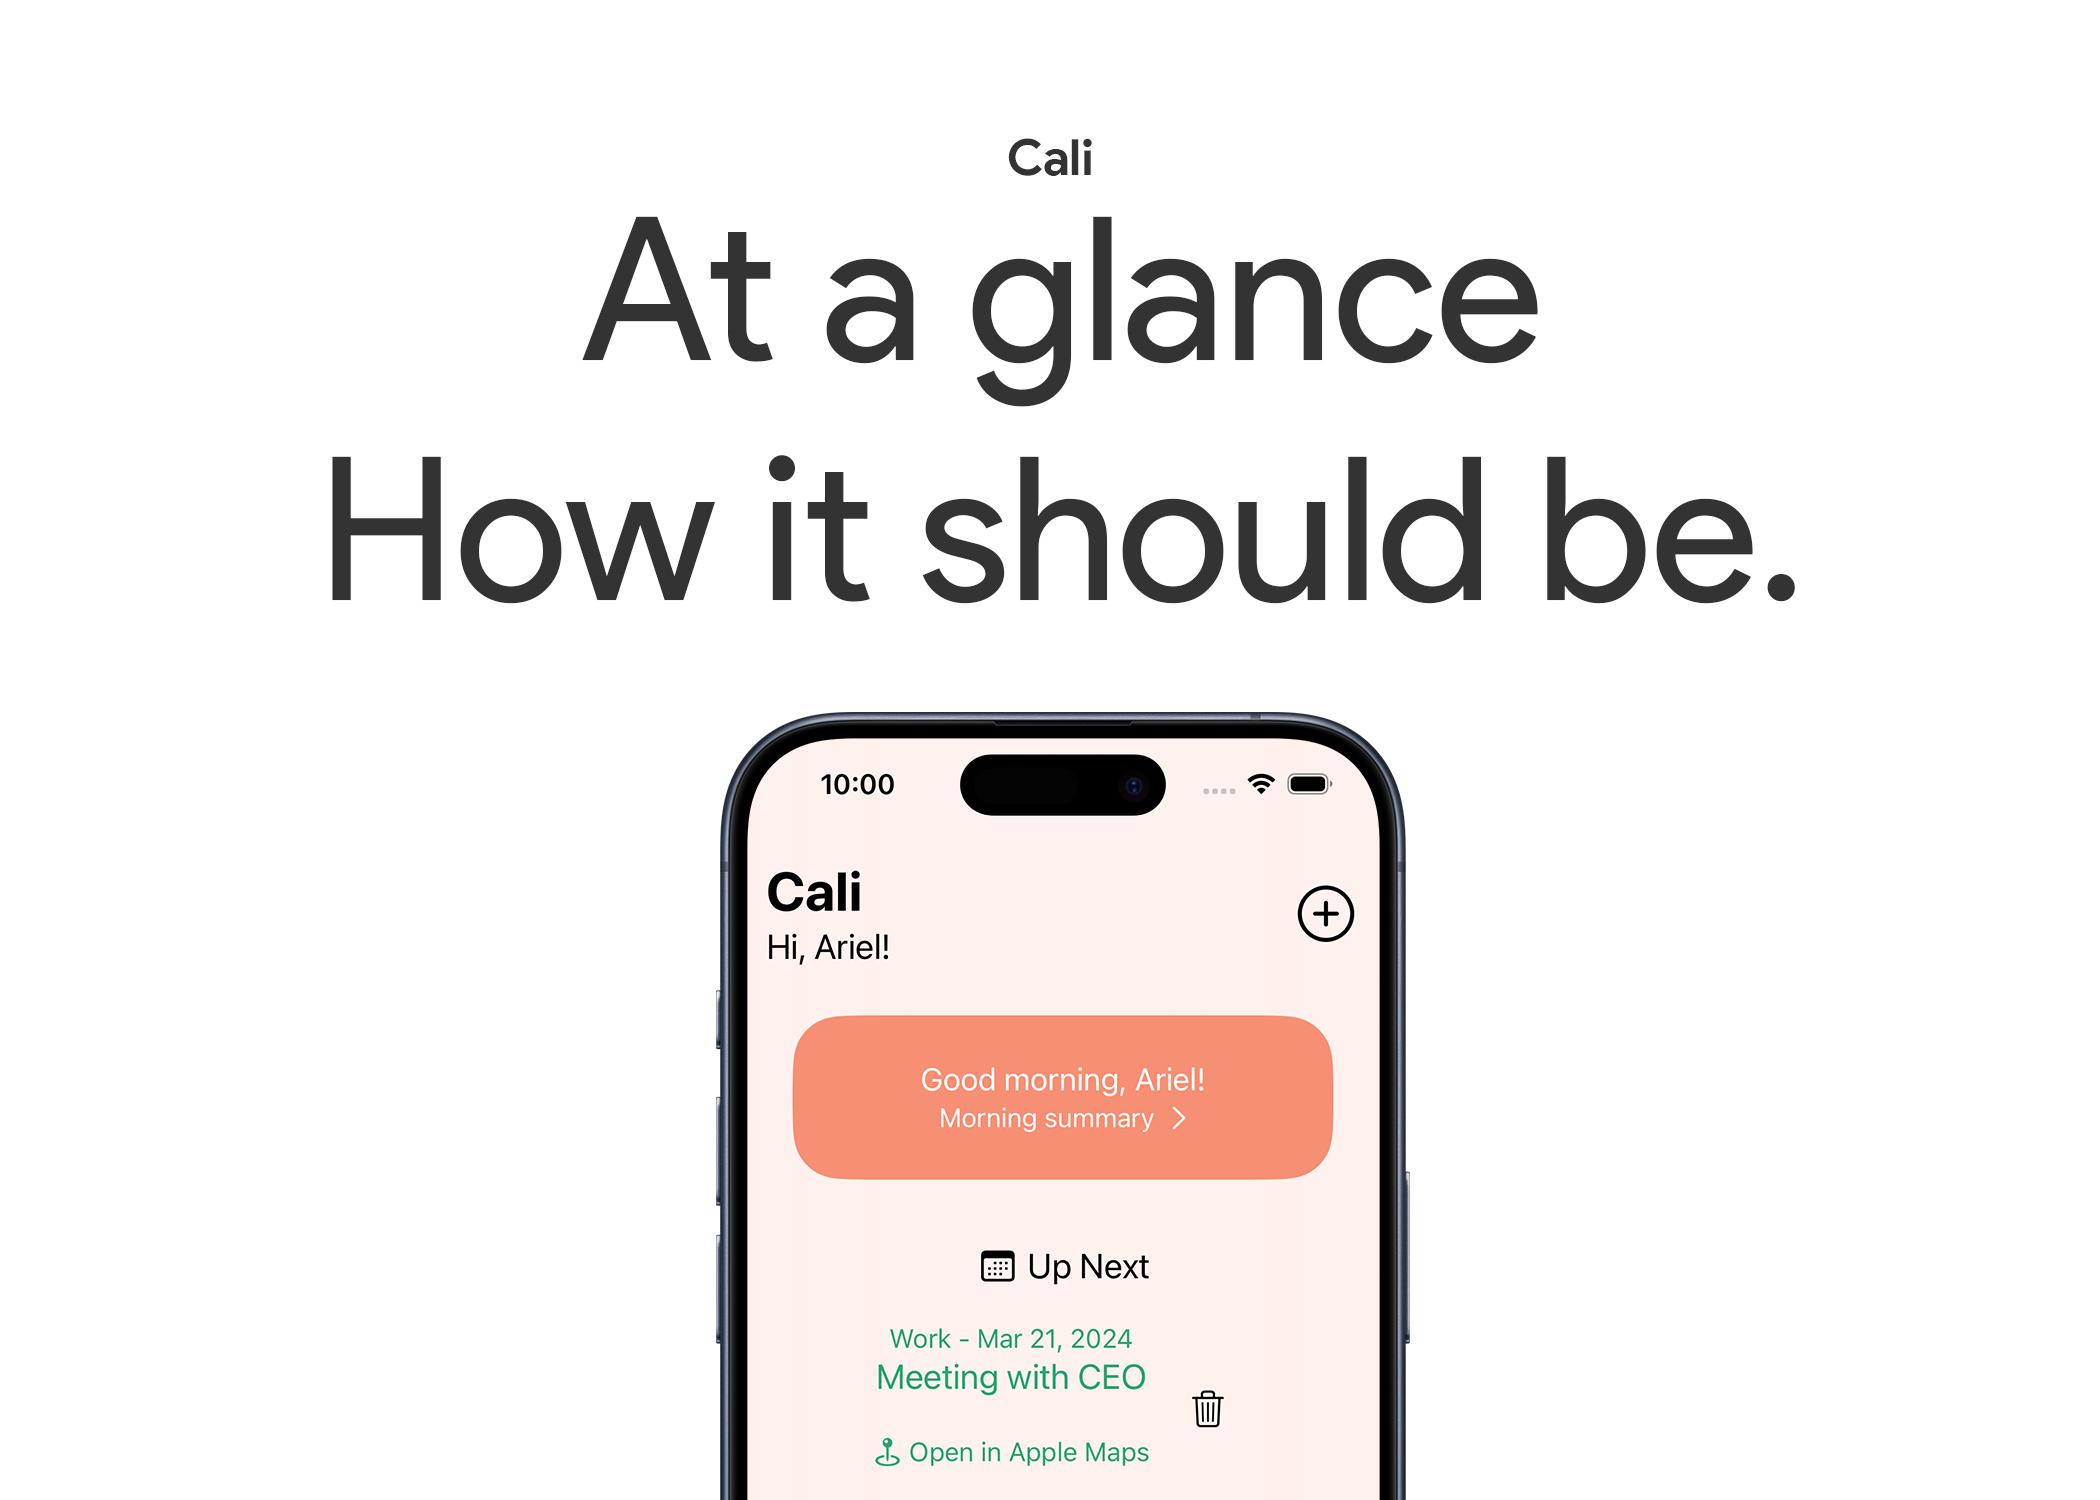 Cali
At a glance
How it should be.
10:00
Cali
Hi, Ariel!
Good morning, Ariel!
Morning summary
Up Next
Work - Mar 21, 2024
Meeting with CEO
Open in Apple Maps